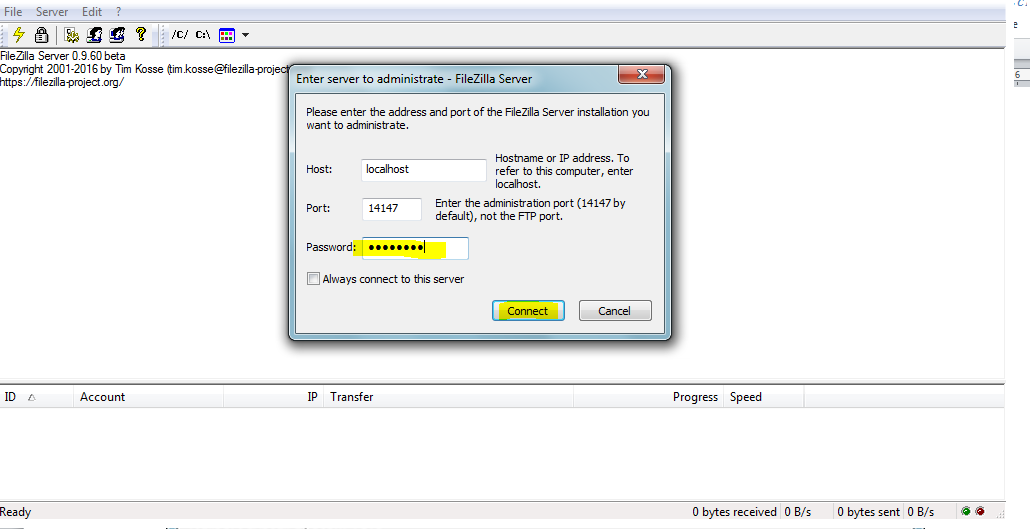 File Server Edit ?
/C/ C:\
FileZilla Server 0.9.60 beta
Copyright 2001-2016 by Tim Kosse (tim.kosse@filezilla-project
https://filezilla-project.org/
Enter server to administrate - FileZilla Server
Please enter the address and port of the FileZilla Server installation you
want to administrate.
Host: localhost
Hostname or IP address. To
refer to this computer, enter
localhost.
Port: 14147
Enter the administration port (14147 by
default), not the FTP port.
Password: ●●●●●●●●
Always connect to this server
Connect Cancel
ID Account IP Transfer Progress Speed
Ready 0 bytes received 0 B/s 0 bytes sent 0 B/s